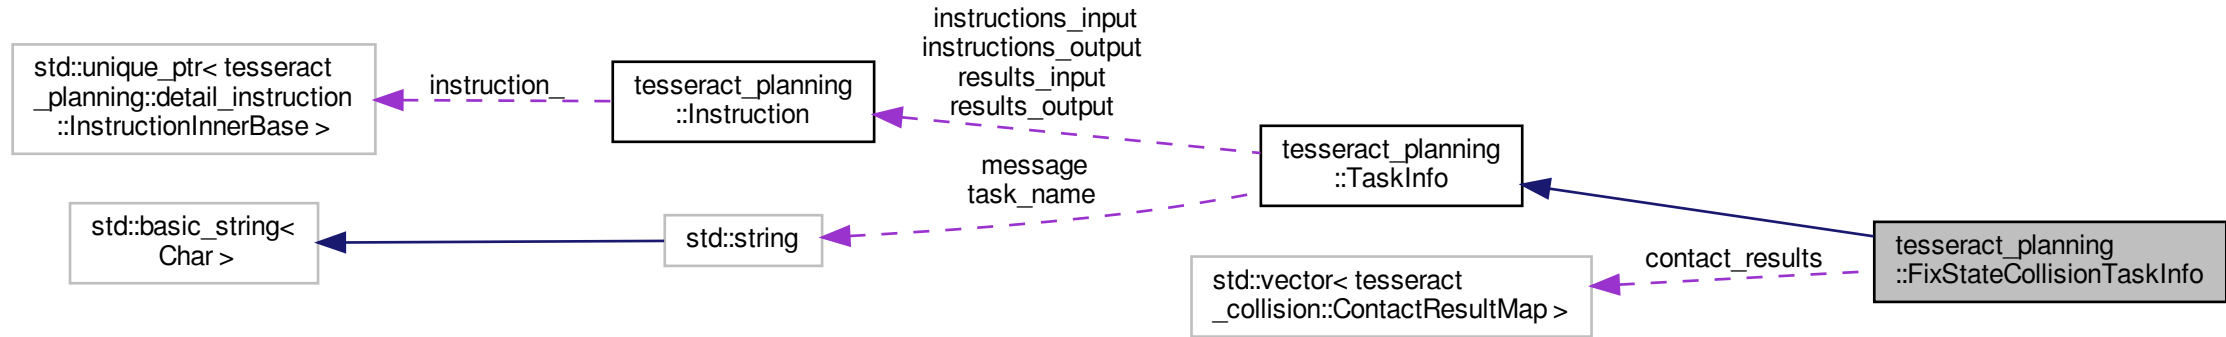 std::unique_ptr< tesseract
_planning::detail_instruction
::InstructionInnerBase >
instruction_
tesseract_planning
::Instruction
instructions_input
instructions_output
results_input
results_output
tesseract_planning
::TaskInfo
message
task_name
std::basic_string<
Char >
std::string
tesseract_planning
::FixStateCollisionTaskInfo
contact_results
std::vector< tesseract
_collision::ContactResultMap >